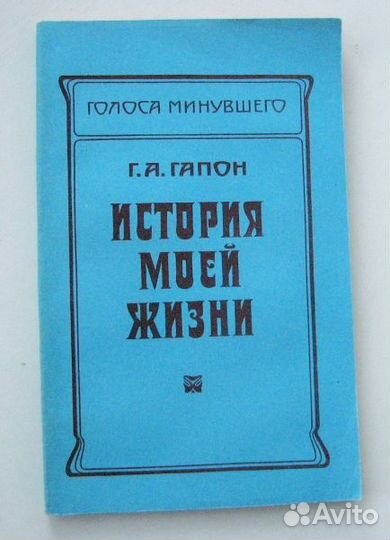 ГОЛОСА МИНУВШЕГО
Г.А. ГАПОН
ИСТОРИЯ
МОЕЙ
ЖИЗНИ
Avito